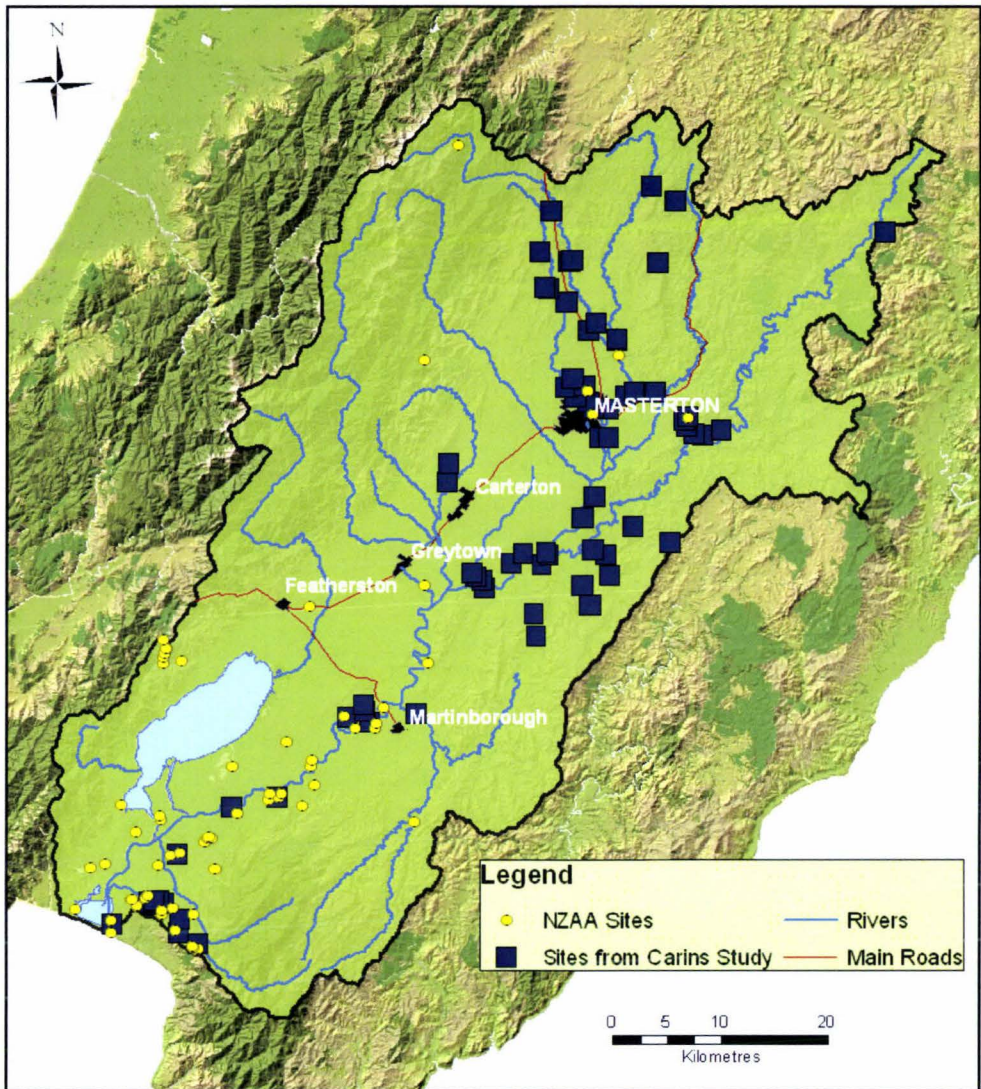 N
MASTERTON
Carterton
Greytown
Featherston
Martinborough
Legend
NZAA Sites
Rivers
Sites from Carins Study
Main Roads
0 5 10 20
Kilometres